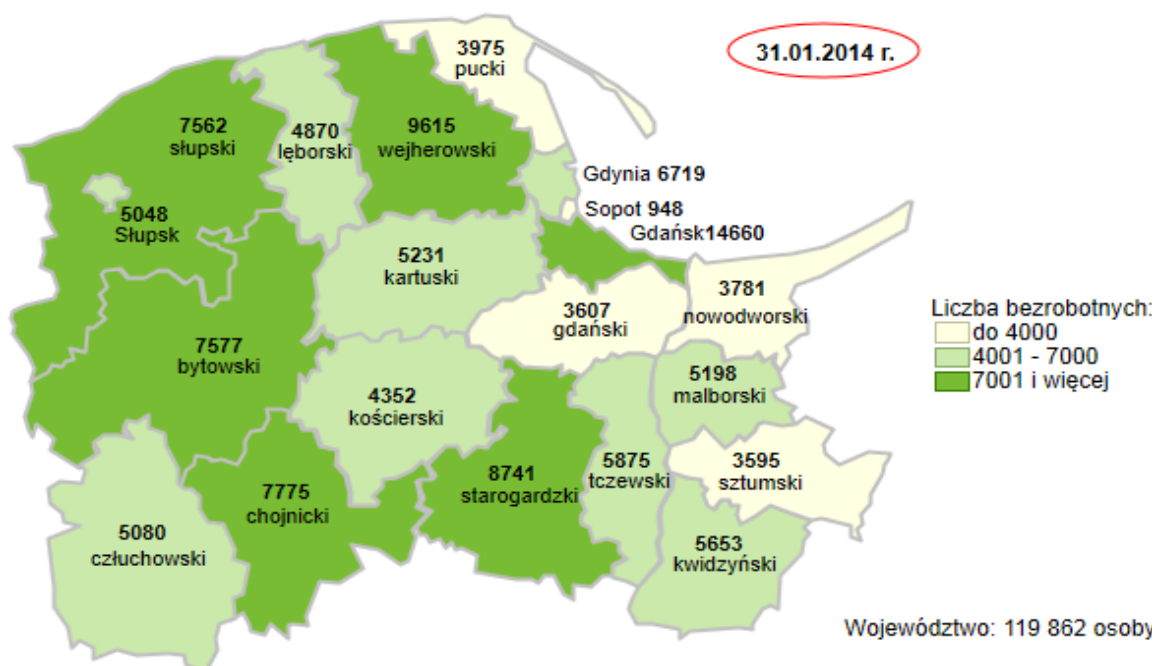 31.01.2014 r.
3975
pucki
7562
słupski
4870
lęborski
9615
wejherowski
Gdynia 6719
5048
Słupsk
Sopot 948
Gdańsk14660
5231
kartuski
3607
gdański
3781
nowodworski
Liczba bezrobotnych:
do 4000
4001 - 7000
7001 i więcej
7577
bytowski
4352
kościerski
5198
malborski
8741
starogardzki
5875
tczewski
3595
sztumski
7775
chojnicki
5080
człuchowski
5653
kwidzyński
Województwo: 119 862 osoby